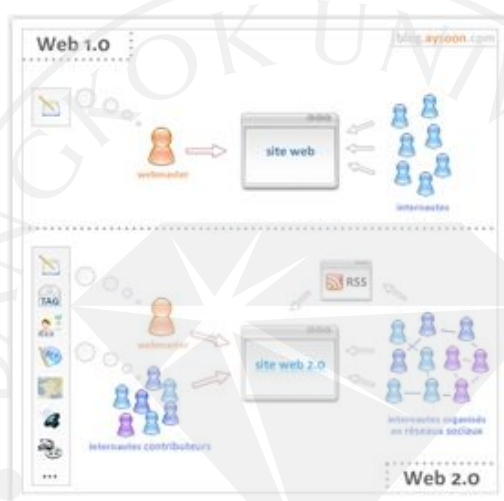 Web 1.0
blog.aysoon.com
webmaster
site web
internautes
TAG
RSS
webmaster
site web 2.0
internautes contributeurs
internautes organisés
en réseaux sociaux
...
Web 2.0